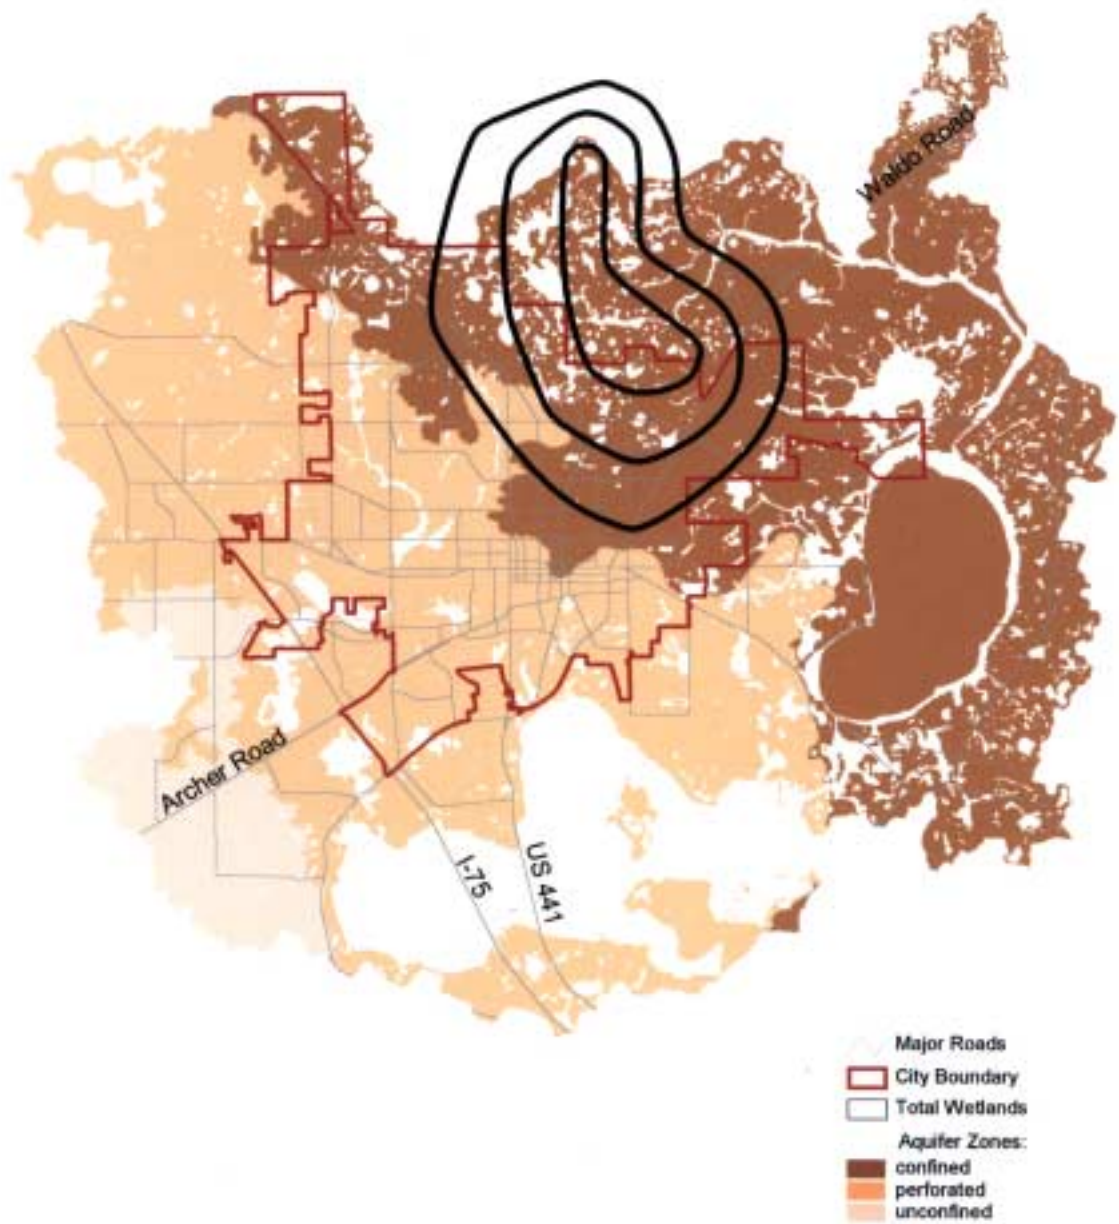 Waldo Road
Archer Road
I-75
US 441
Major Roads
City Boundary
Total Wetlands
Aquifer Zones:
confined
perforated
unconfined